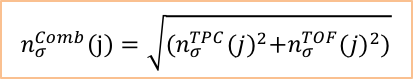 n_σ^Comb(j) = √(n_σ^TPC(j)²+n_σ^TOF(j)²)